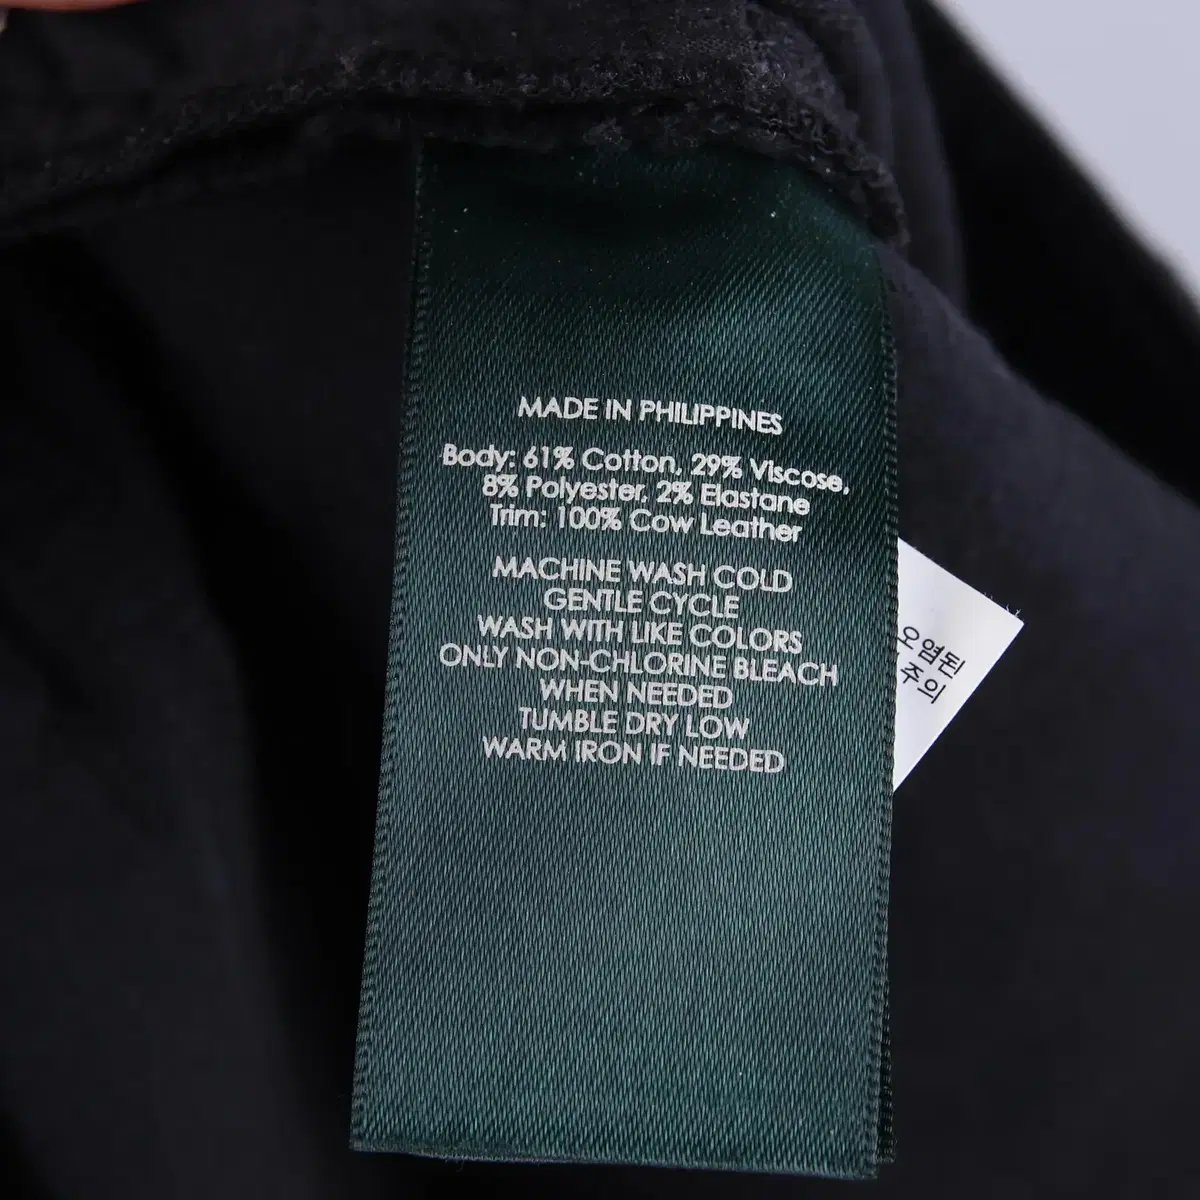 MADE IN PHILIPPINES
Body: 61% Cotton, 29% Viscose,
8% Polyester, 2% Elastane
Trim: 100% Cow Leather
MACHINE WASH COLD
GENTLE CYCLE
WASH WITH LIKE COLORS
ONLY NON-CHLORINE BLEACH
WHEN NEEDED
TUMBLE DRY LOW
WARM IRON IF NEEDED